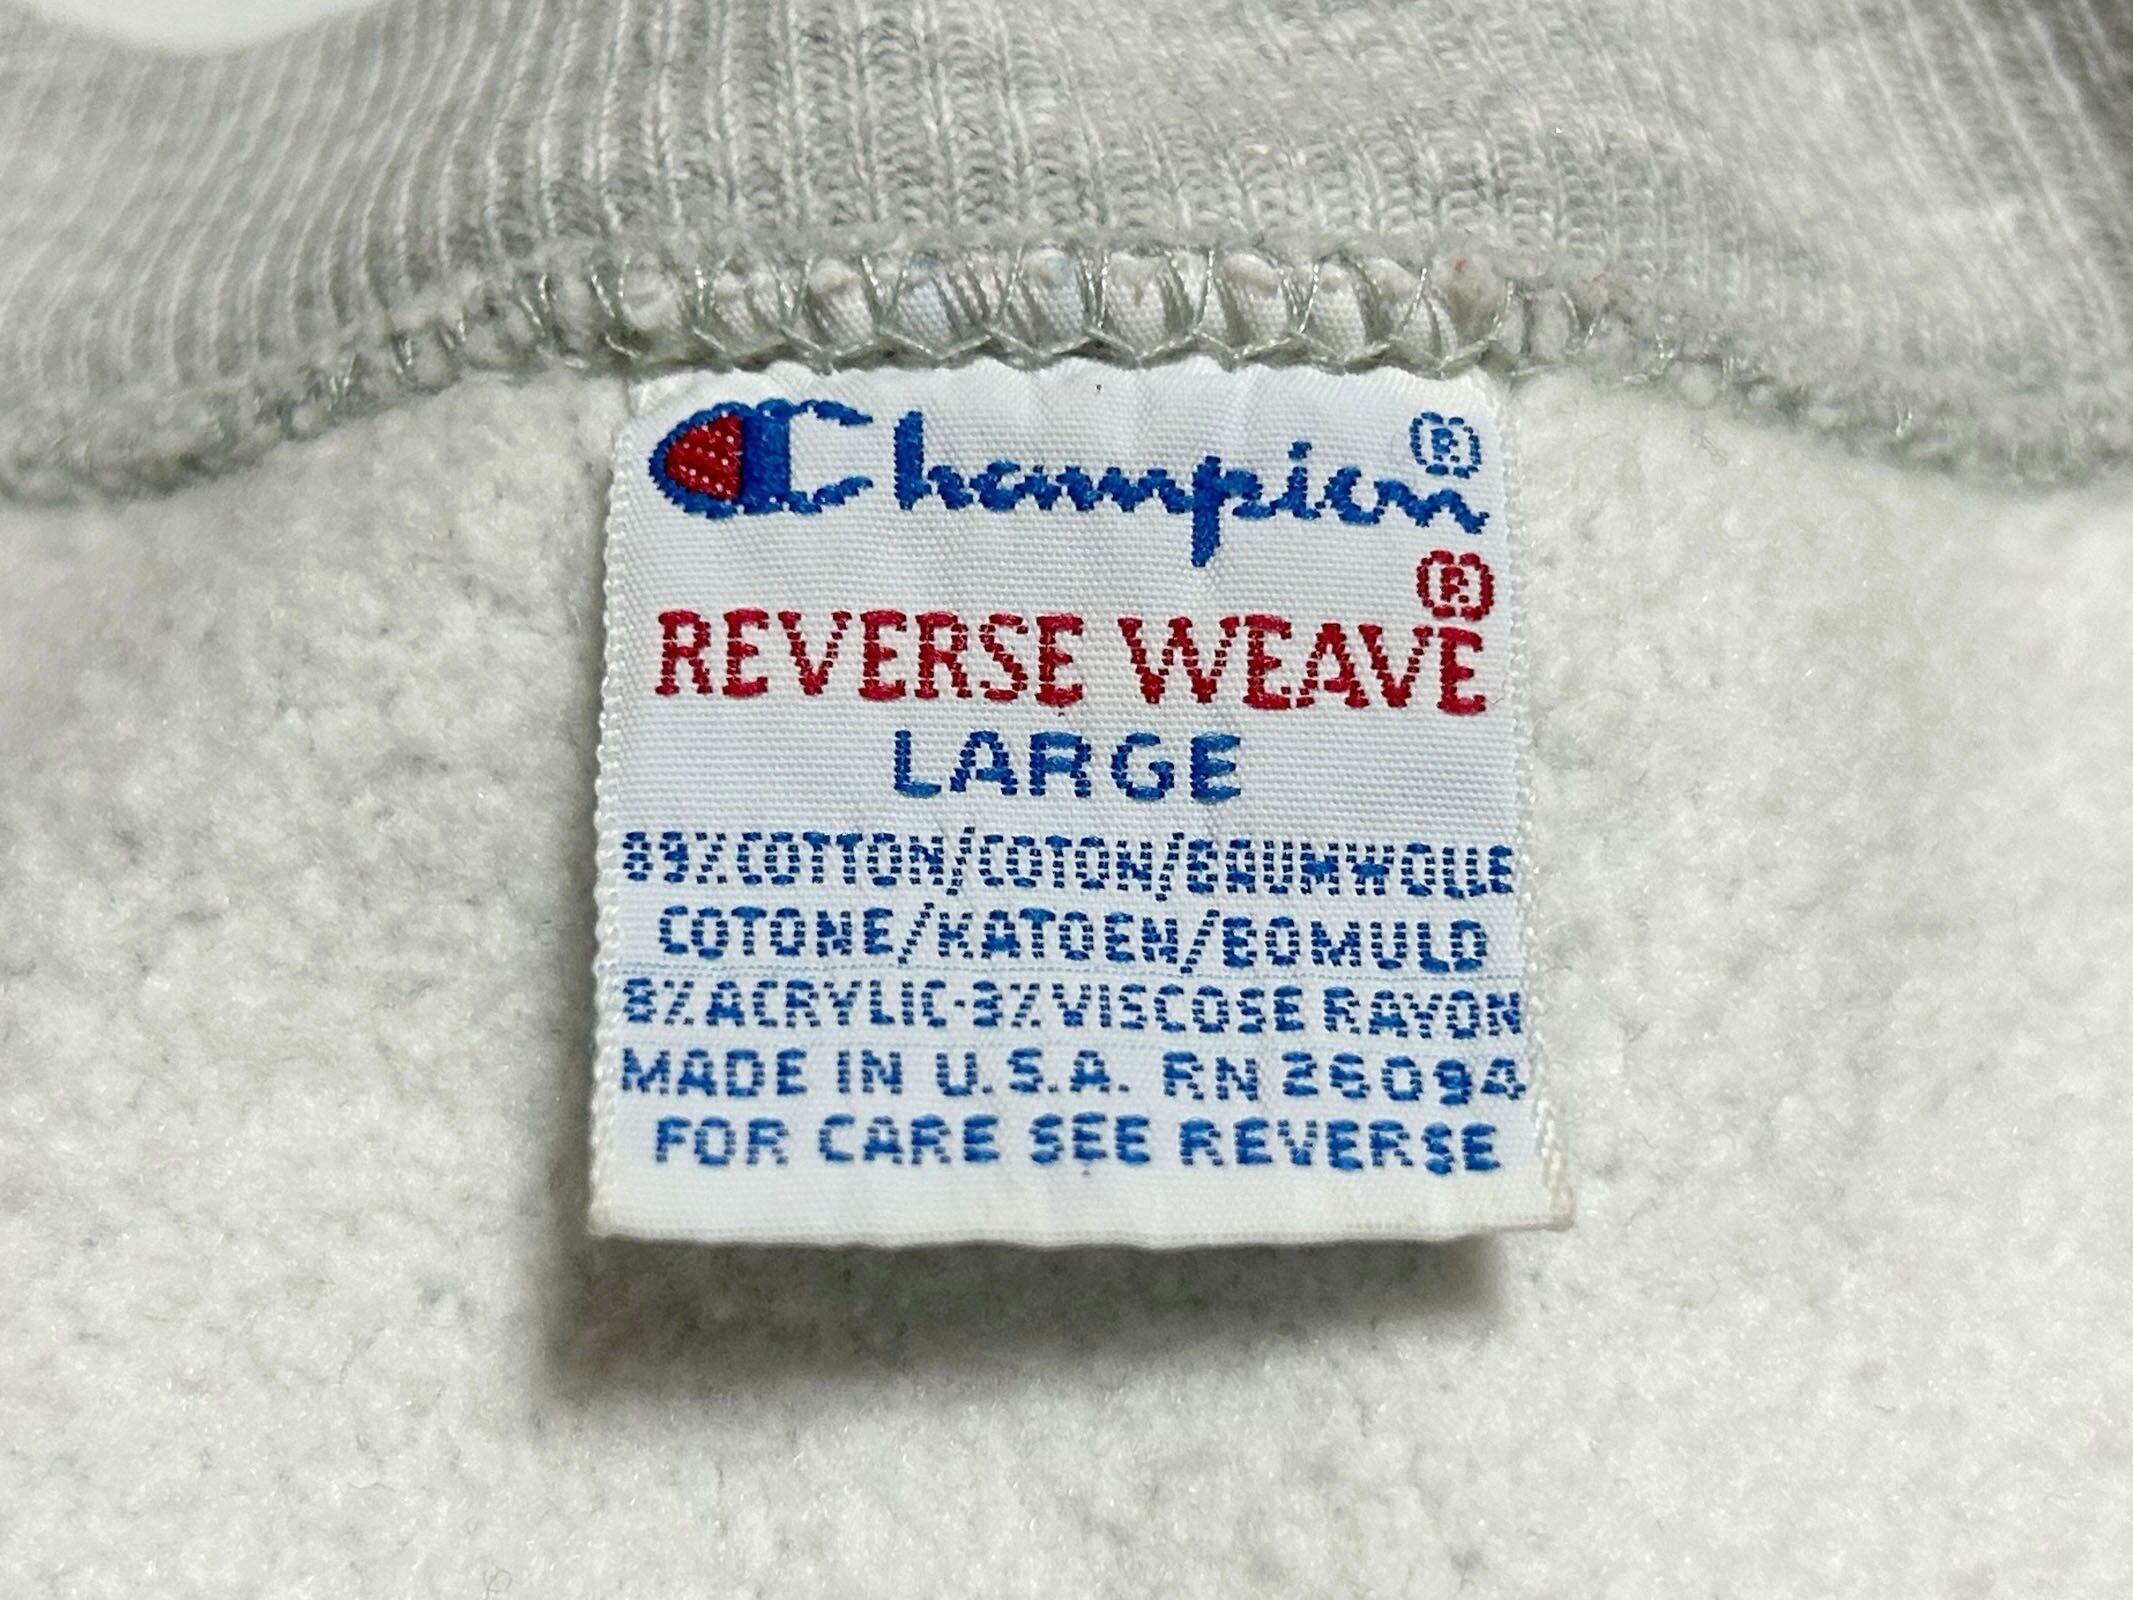 Champion®
REVERSE WEAVE®
LARGE
89%COTTON/COTON/BAUMWOLLE
COTONE/KATOEN/BOMULD
8%ACRYLIC-3%VISCOSE RAYON
MADE IN U.S.A. RN 26094
FOR CARE SEE REVERSE